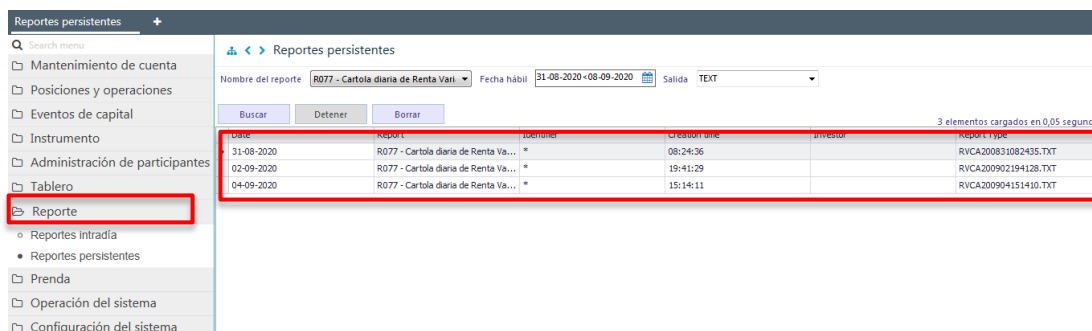 Reportes persistentes +
Search menu
Mantenimiento de cuenta
Posiciones y operaciones
Eventos de capital
Instrumento
Administración de participantes
Tablero
Reporte
Reportes intradía
Reportes persistentes
Prenda
Operación del sistema
Configuración del sistema
< > Reportes persistentes
Nombre del reporte R077 - Cartola diaria de Renta Vari Fecha hábil 31-08-2020<08-09-2020 Salida TEXT
Buscar Detener Borrar
3 elementos cargados en 0,05 segund
Date Report Identifier Creation time Investor Report Type
31-08-2020 R077 - Cartola diaria de Renta Va... * 08:24:36 RVCA200831082435.TXT
02-09-2020 R077 - Cartola diaria de Renta Va... * 19:41:29 RVCA200902194128.TXT
04-09-2020 R077 - Cartola diaria de Renta Va... * 15:14:11 RVCA200904151410.TXT